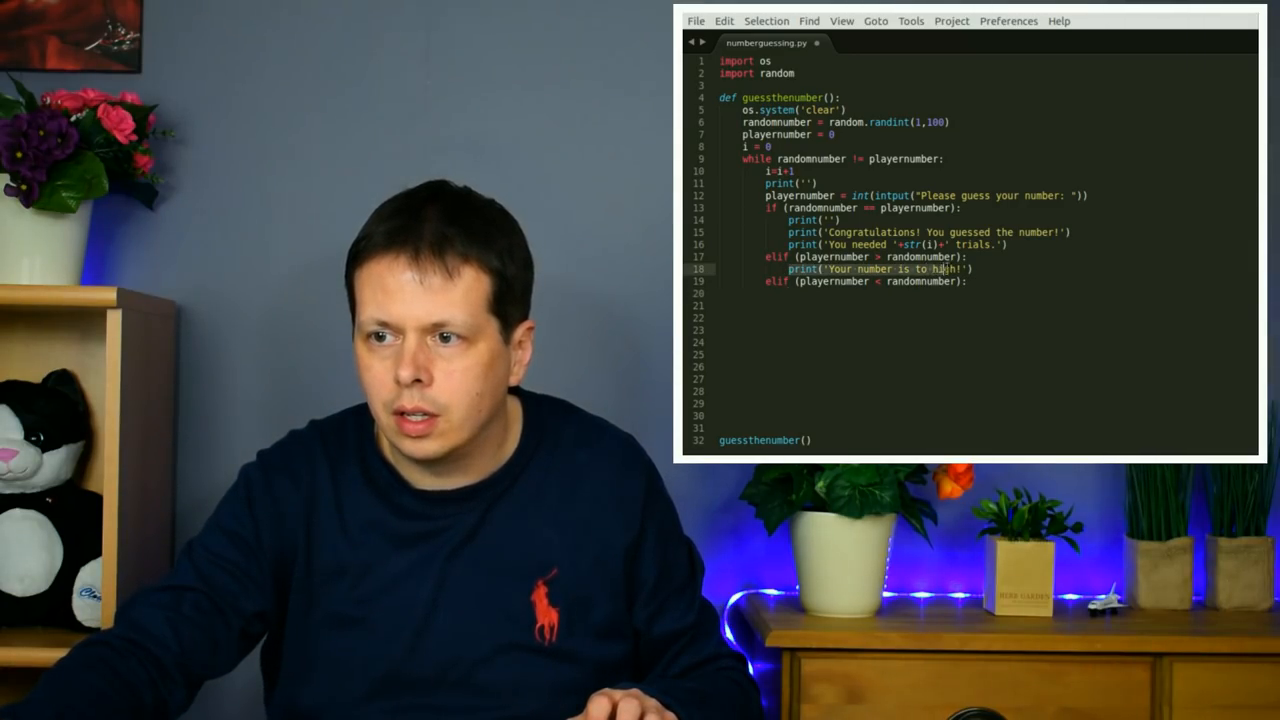 File Edit Selection Find View Goto Tools Project Preferences Help
numberguessing.py
1 import os
2 import random
3
4 def guessthenumber():
5 os.system('clear')
6 randomnumber = random.randint(1,100)
7 playernumber = 0
8 i = 0
9 while randomnumber != playernumber:
10 i=i+1
11 print('')
12 playernumber = int(intput("Please guess your number: "))
13 if (randomnumber == playernumber):
14 print('')
15 print('Congratulations! You guessed the number!')
16 print('You needed '+str(i)+' trials.')
17 elif (playernumber > randomnumber):
18 print('Your number is to high!')
19 elif (playernumber < randomnumber):
20
21
22
23
24
25
26
27
28
29
30
31
32 guessthenumber()
HERB GARDEN